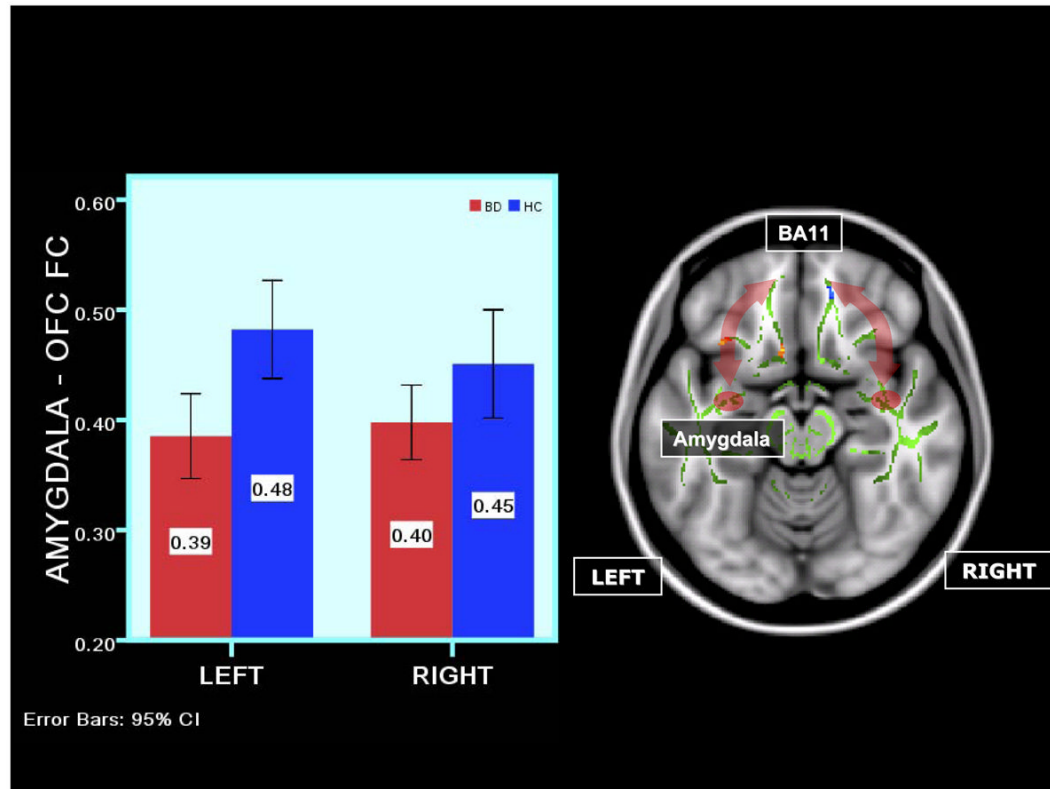 AMYGDALA - OFC FC
0.60
0.50
0.40
0.30
0.20
BD HC
0.39
0.48
0.40
0.45
LEFT RIGHT
Error Bars: 95% CI
BA11
Amygdala
LEFT
RIGHT